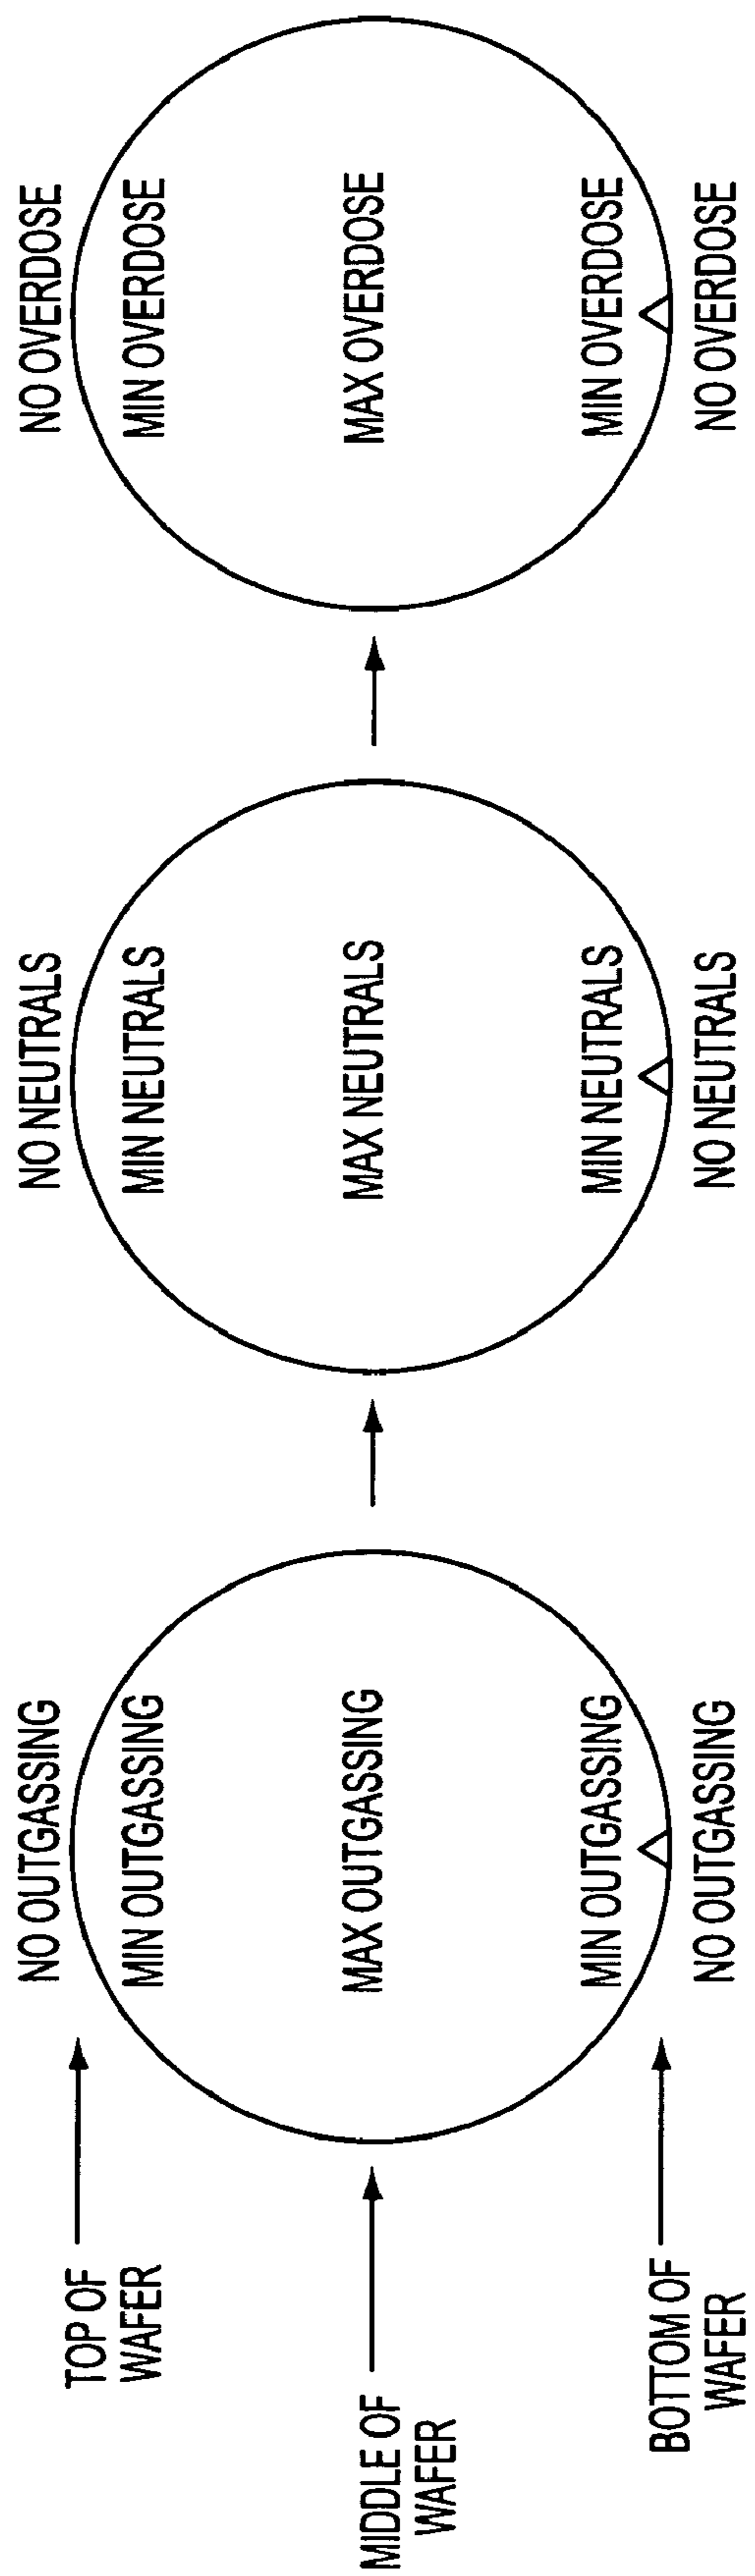 TOP OF
WAFER
MIDDLE OF
WAFER
BOTTOM OF
WAFER
NO OUTGASSING
MIN OUTGASSING
MAX OUTGASSING
MIN OUTGASSING
NO OUTGASSING
NO NEUTRALS
MIN NEUTRALS
MAX NEUTRALS
MIN NEUTRALS
NO NEUTRALS
NO OVERDOSE
MIN OVERDOSE
MAX OVERDOSE
MIN OVERDOSE
NO OVERDOSE